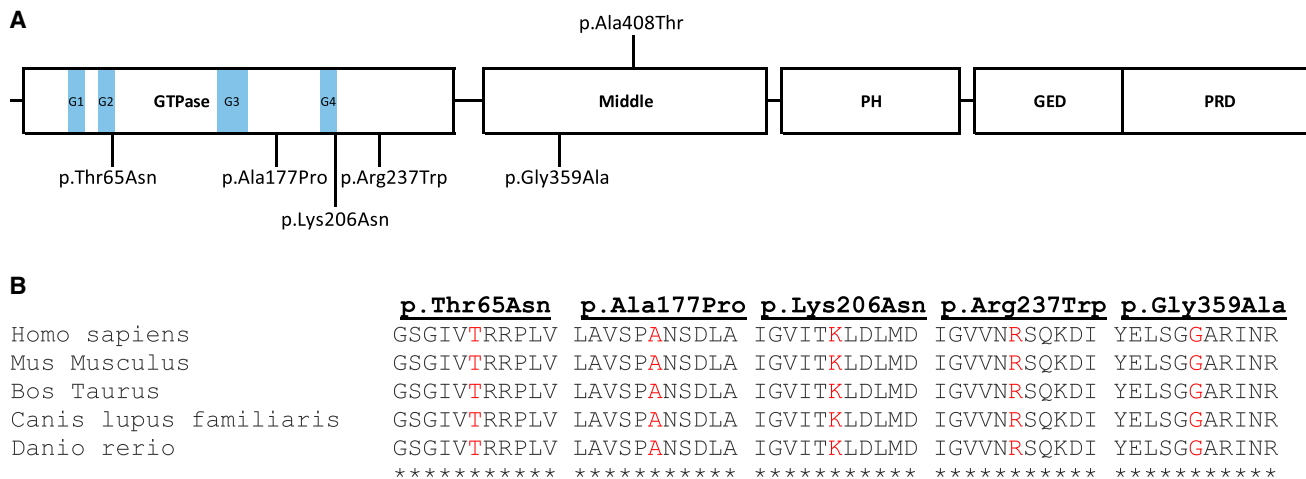 A
p.Ala408Thr
G1 G2 GTPase G3 G4 Middle PH GED PRD
p.Thr65Asn p.Ala177Pro p.Arg237Trp p.Gly359Ala
p.Lys206Asn
B
p.Thr65Asn p.Ala177Pro p.Lys206Asn p.Arg237Trp p.Gly359Ala
Homo sapiens GSGIVTRRPLV LAVSPANSDLA IGVITKLDLMD IGVVNRSQKDI YELSGGARINR
Mus Musculus GSGIVTRRPLV LAVSPANSDLA IGVITKLDLMD IGVVNRSQKDI YELSGGARINR
Bos Taurus GSGIVTRRPLV LAVSPANSDLA IGVITKLDLMD IGVVNRSQKDI YELSGGARINR
Canis lupus familiaris GSGIVTRRPLV LAVSPANSDLA IGVITKLDLMD IGVVNRSQKDI YELSGGARINR
Danio rerio GSGIVTRRPLV LAVSPANSDLA IGVITKLDLMD IGVVNRSQKDI YELSGGARINR
*********** *********** *********** *********** ***********